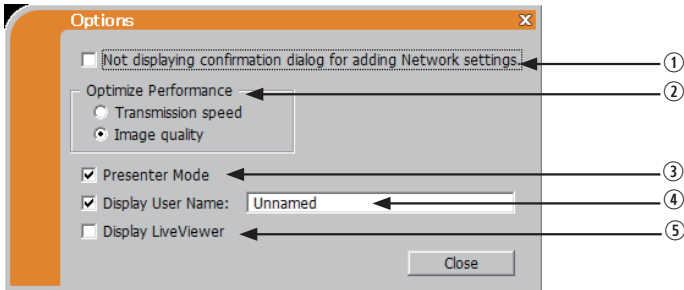 Options
Not displaying confirmation dialog for adding Network settings.
①
Optimize Performance
②
Transmission speed
Image quality
Presenter Mode
③
Display User Name: Unnamed
④
Display LiveViewer
⑤
Close